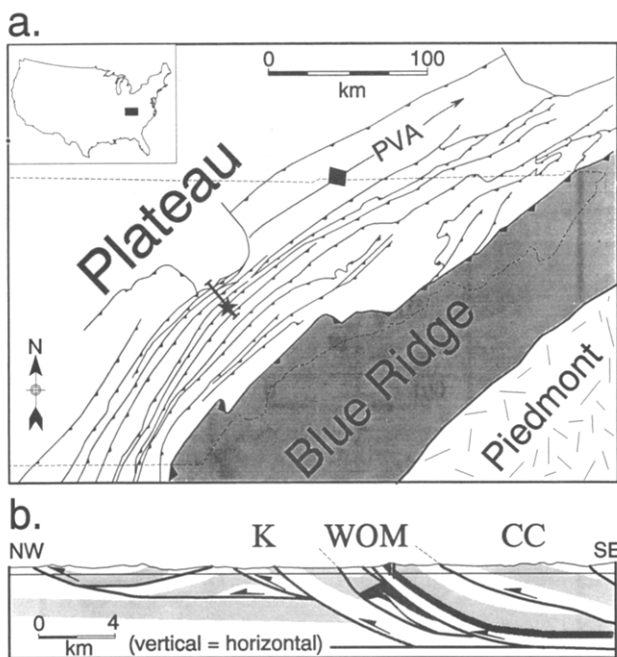 a.
0 100
km
PVA
Plateau
N
Blue Ridge
Piedmont
b.
NW K WOM CC SE
0 4
km
(vertical = horizontal)